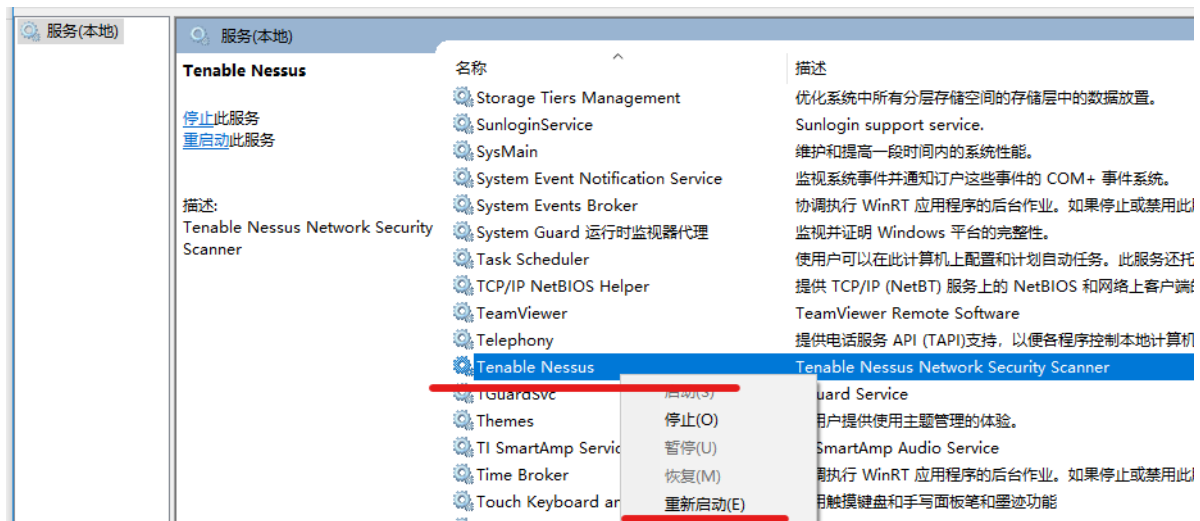 服务(本地)
服务(本地)
Tenable Nessus
停止此服务
重启动此服务
描述:
Tenable Nessus Network Security
Scanner
名称 描述
Storage Tiers Management 优化系统中所有分层存储空间的存储层中的数据放置。
SunloginService Sunlogin support service.
SysMain 维护和提高一段时间内的系统性能。
System Event Notification Service 监视系统事件并通知订户这些事件的 COM+ 事件系统。
System Events Broker 协调执行 WinRT 应用程序的后台作业。如果停止或禁用此
System Guard 运行时监视器代理 监视并证明 Windows 平台的完整性。
Task Scheduler 使用户可以在此计算机上配置和计划自动任务。此服务还托
TCP/IP NetBIOS Helper 提供 TCP/IP (NetBT) 服务上的 NetBIOS 和网络上客户端
TeamViewer TeamViewer Remote Software
Telephony 提供电话服务 API (TAPI)支持，以便各程序控制本地计算机
Tenable Nessus Tenable Nessus Network Security Scanner
TGuardSvc 启动(S) uard Service
Themes 停止(O) 用户提供使用主题管理的体验。
TI SmartAmp Servic 暂停(U) SmartAmp Audio Service
Time Broker 恢复(M) 调执行 WinRT 应用程序的后台作业。如果停止或禁用此
Touch Keyboard an 重新启动(E) 用触摸键盘和手写面板笔和墨迹功能